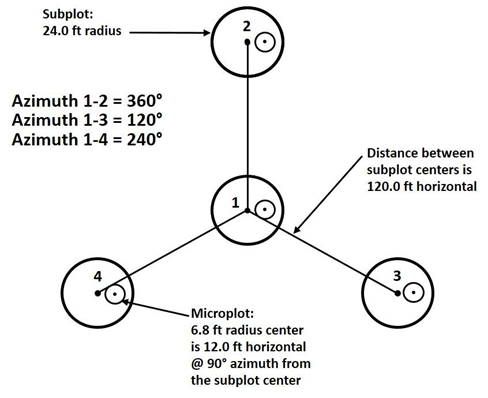 Subplot:
24.0 ft radius
2
Azimuth 1-2 = 360°
Azimuth 1-3 = 120°
Azimuth 1-4 = 240°
Distance between
subplot centers is
120.0 ft horizontal
1
4
3
Microplot:
6.8 ft radius center
is 12.0 ft horizontal
@ 90° azimuth from
the subplot center